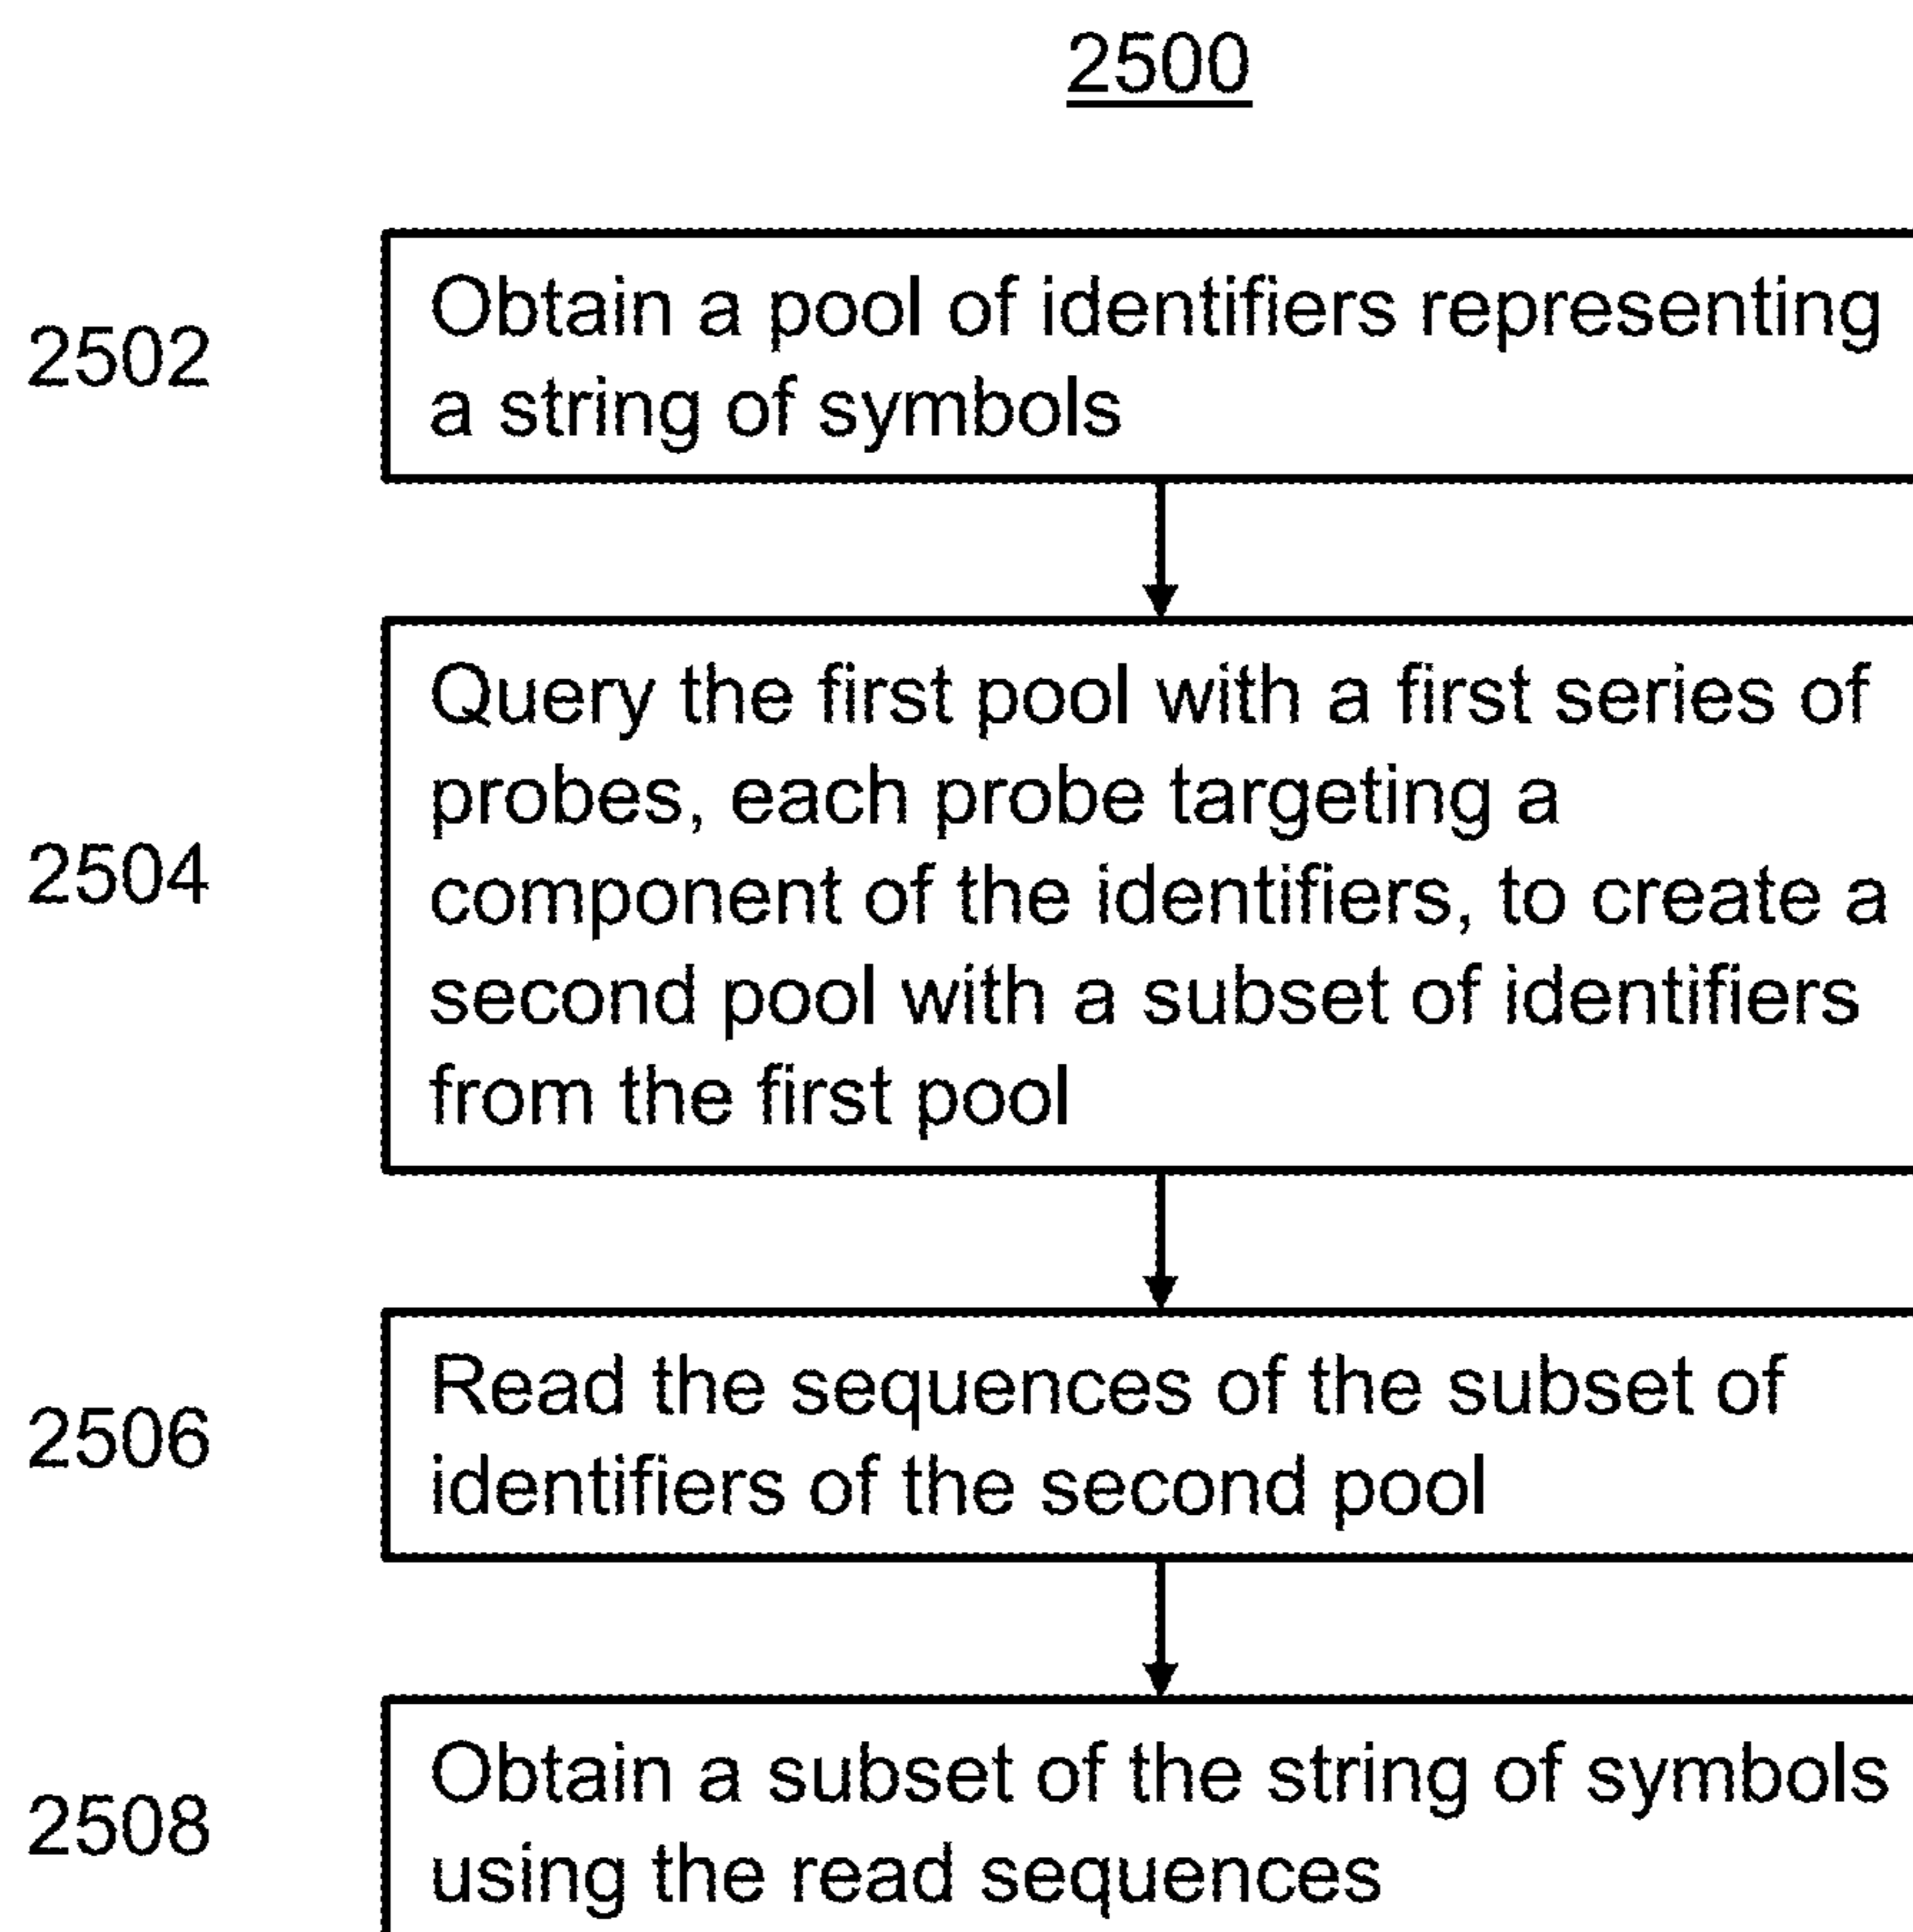 2500
2502
Obtain a pool of identifiers representing
a string of symbols
2504
Query the first pool with a first series of
probes, each probe targeting a
component of the identifiers, to create a
second pool with a subset of identifiers
from the first pool
2506
Read the sequences of the subset of
identifiers of the second pool
2508
Obtain a subset of the string of symbols
using the read sequences